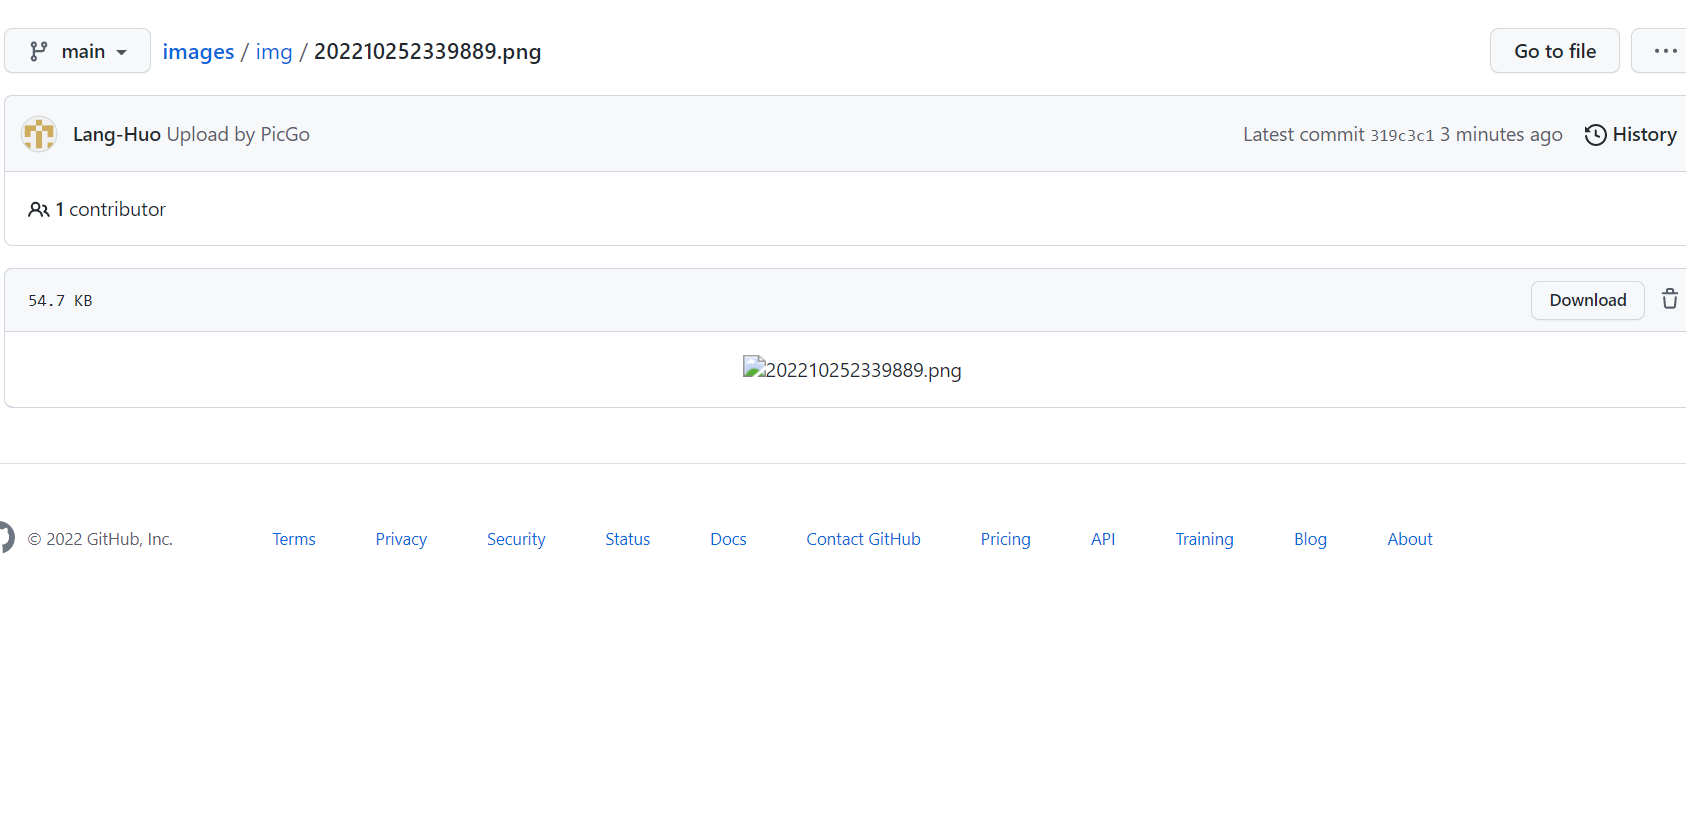 main images / img / 202210252339889.png Go to file ...
Lang-Huo Upload by PicGo Latest commit 319c3c1 3 minutes ago History
1 contributor
54.7 KB Download
202210252339889.png
© 2022 GitHub, Inc. Terms Privacy Security Status Docs Contact GitHub Pricing API Training Blog About